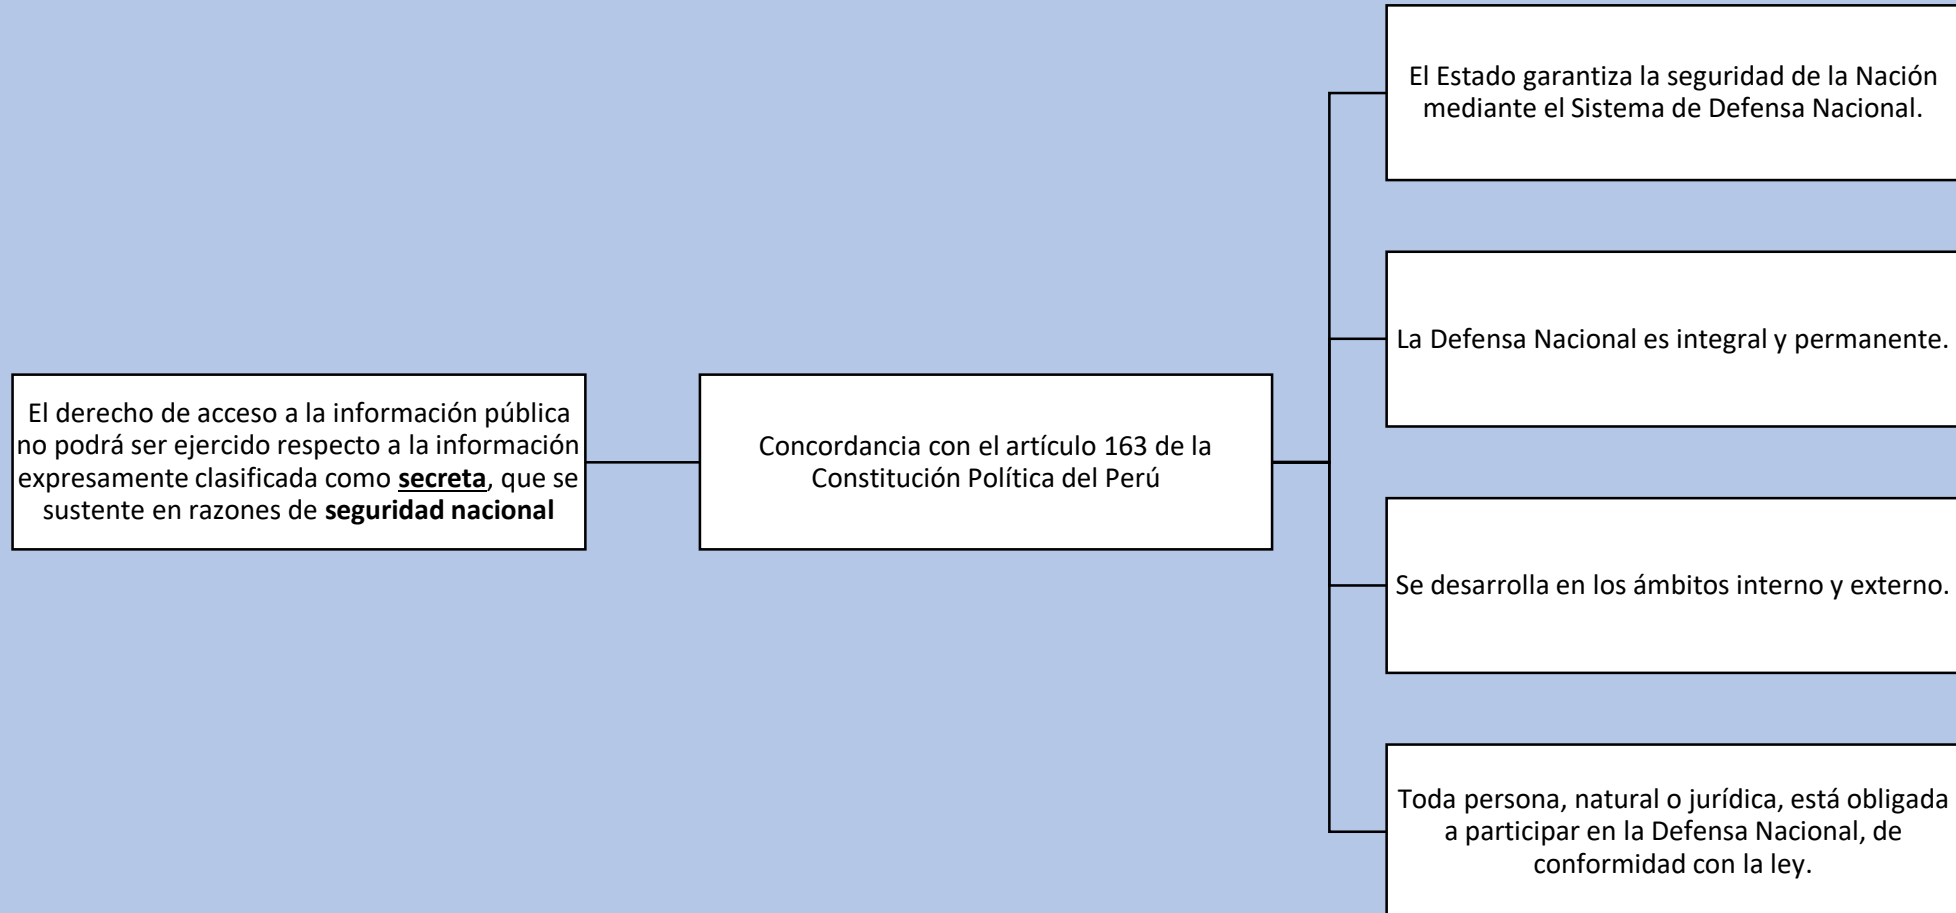 El derecho de acceso a la información pública
no podrá ser ejercido respecto a la información
expresamente clasificada como secreta, que se
sustente en razones de seguridad nacional
Concordancia con el artículo 163 de la
Constitución Política del Perú
El Estado garantiza la seguridad de la Nación
mediante el Sistema de Defensa Nacional.
La Defensa Nacional es integral y permanente.
Se desarrolla en los ámbitos interno y externo.
Toda persona, natural o jurídica, está obligada
a participar en la Defensa Nacional, de
conformidad con la ley.